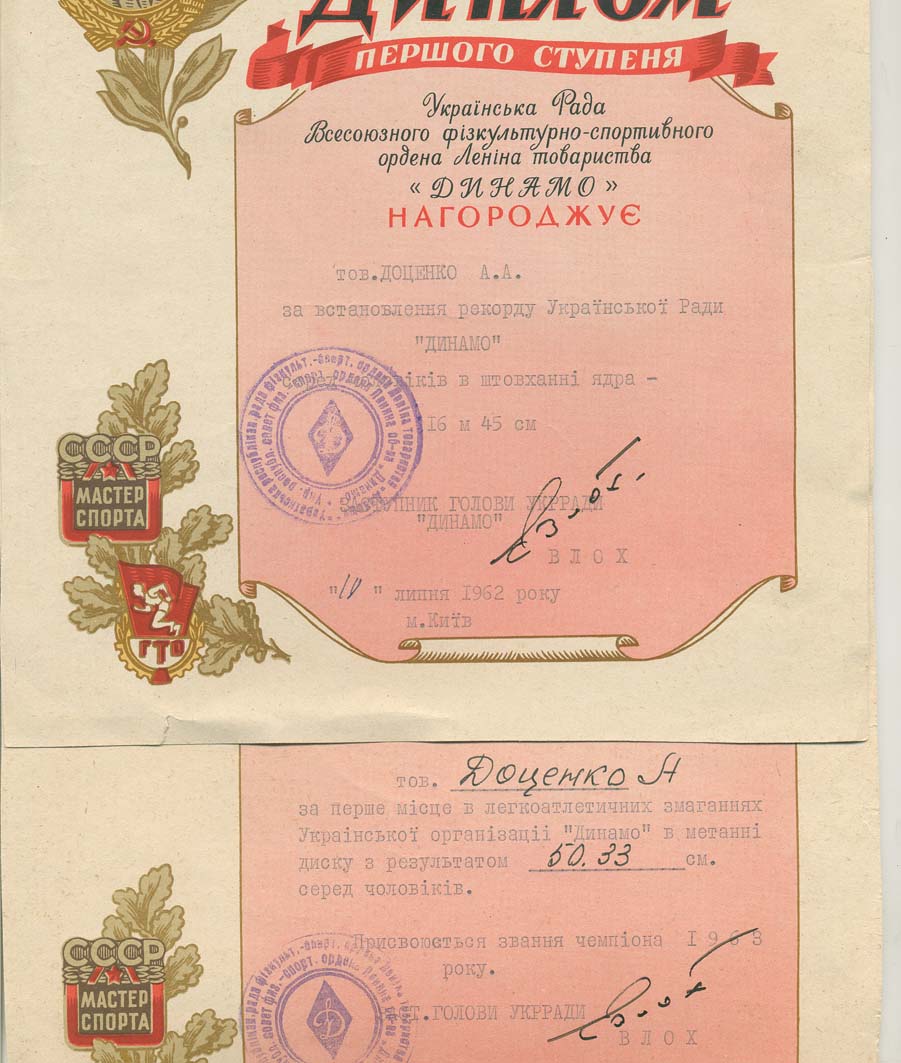 Диплом
ПЕРШОГО СТУПЕНЯ
Українська Рада
Всесоюзного фізкультурно-спортивного
ордена Леніна товариства
«ДИНАМО»
НАГОРОДЖУЄ
тов.ДОЦЕНКО А.А.
за встановлення рекорду Української Ради
"ДИНАМО"
в штовханні ядра -
16 м 45 см
ЗАСТУПНИК ГОЛОВИ УКРРАДИ
"ДИНАМО"
ВЛОХ
" " липня 1962 року
м.Київ
СССР
МАСТЕР
СПОРТА
ГТО
тов. Доценко А
за перше місце в легкоатлетичних змаганнях
Української організації "Динамо" в метанні
диску з результатом 50.33 см.
серед чоловіків.
Присвоюється звання чемпіона 1963
року.
ГОЛОВИ УКРРАДИ
ВЛОХ
СССР
МАСТЕР
СПОРТА